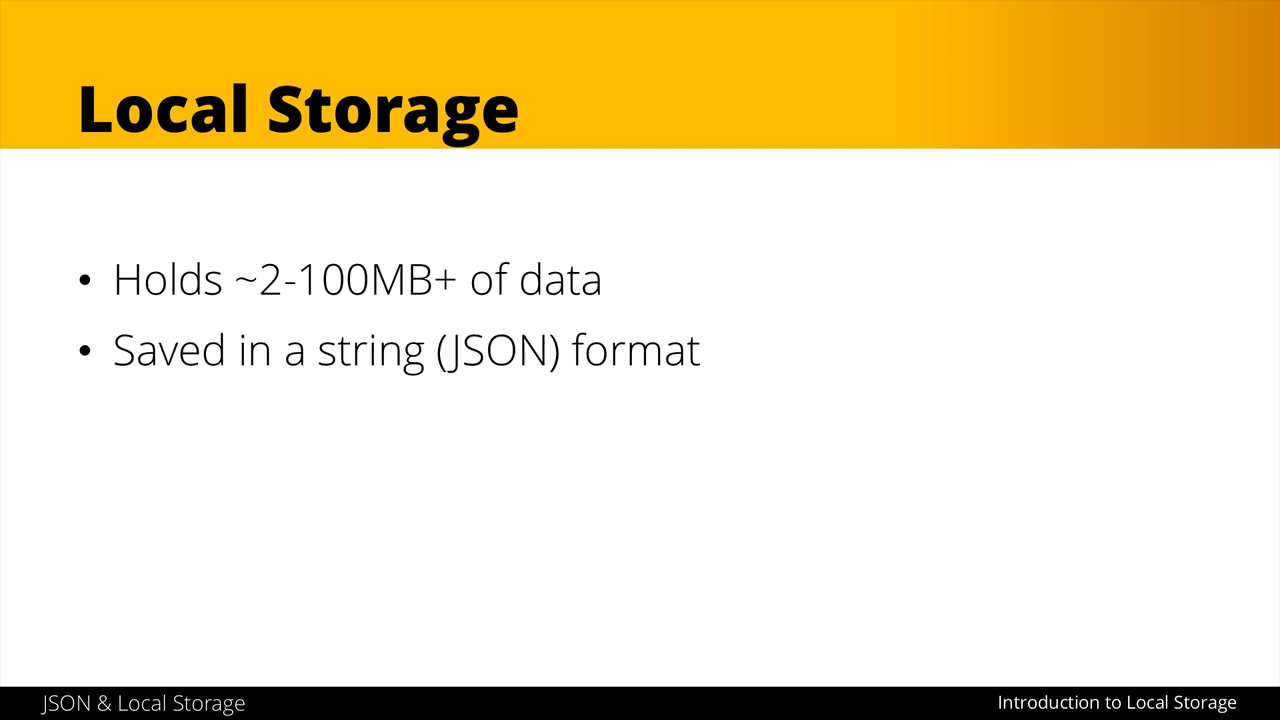 Local Storage
• Holds ~2-100MB+ of data
• Saved in a string (JSON) format
JSON & Local Storage
Introduction to Local Storage